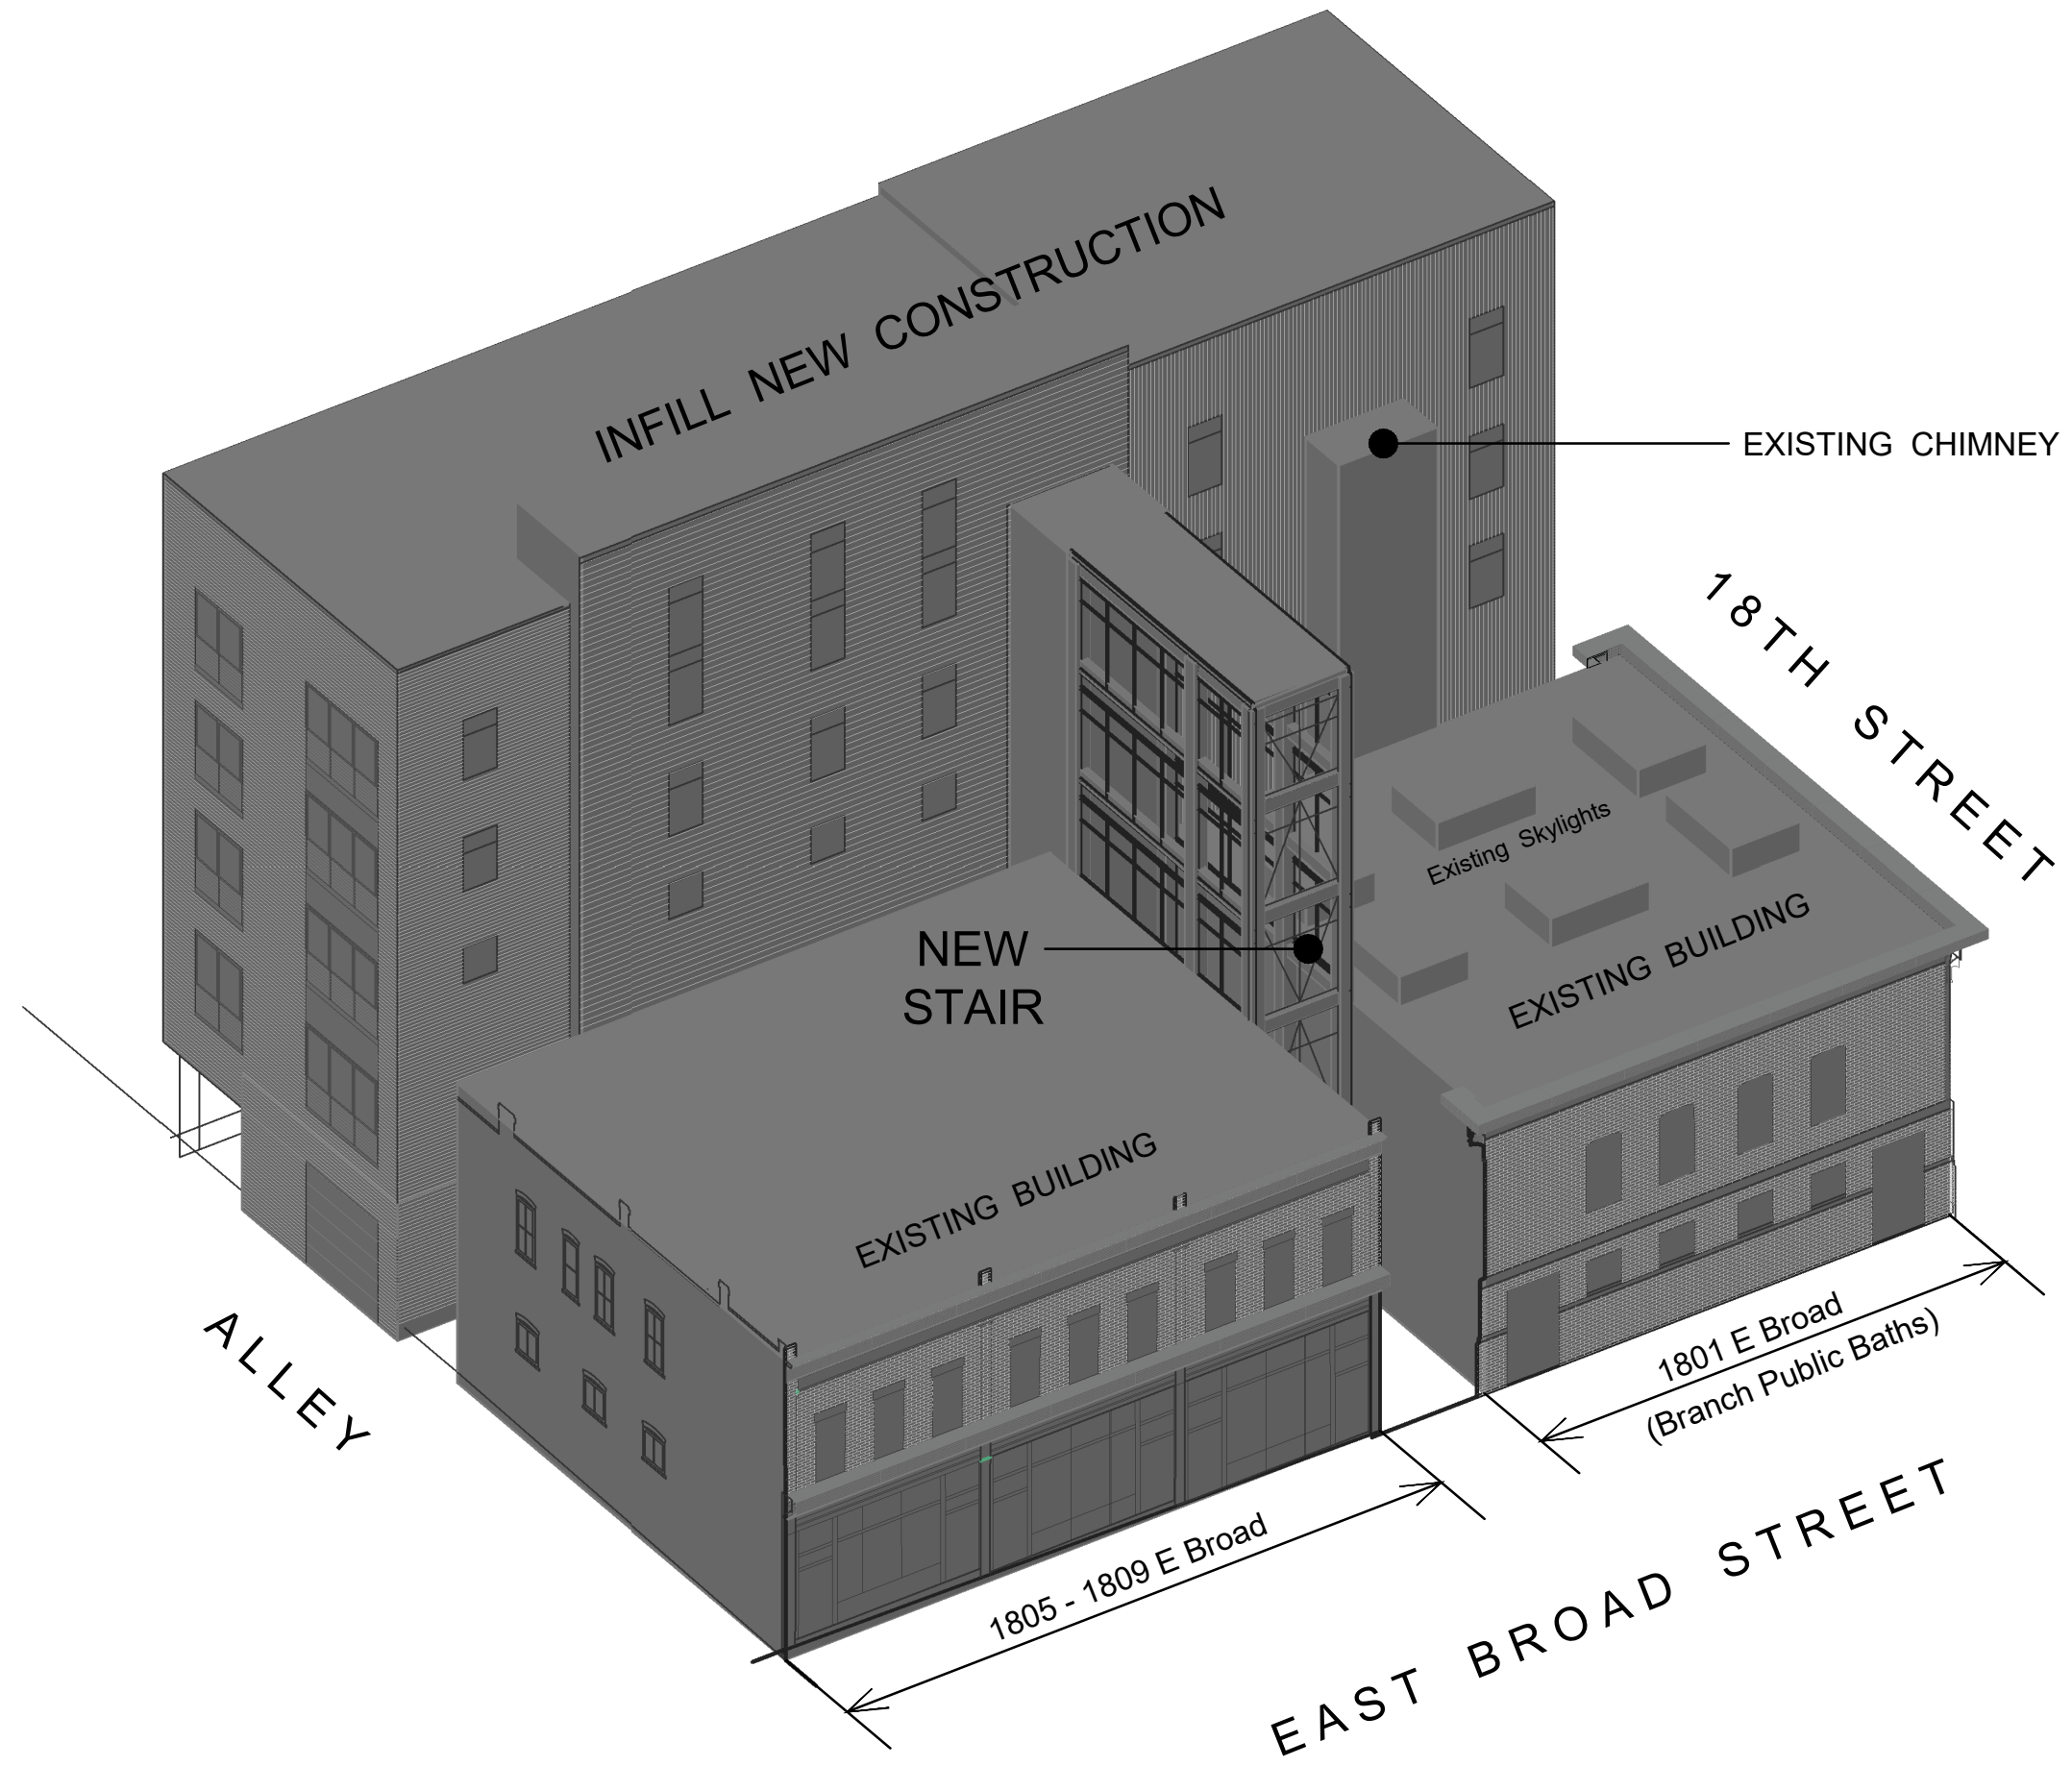 INFILL NEW CONSTRUCTION
EXISTING CHIMNEY
18TH STREET
Existing Skylights
EXISTING BUILDING
NEW
STAIR
EXISTING BUILDING
ALLEY
1801 E Broad
(Branch Public Baths)
1805 - 1809 E Broad
EAST BROAD STREET